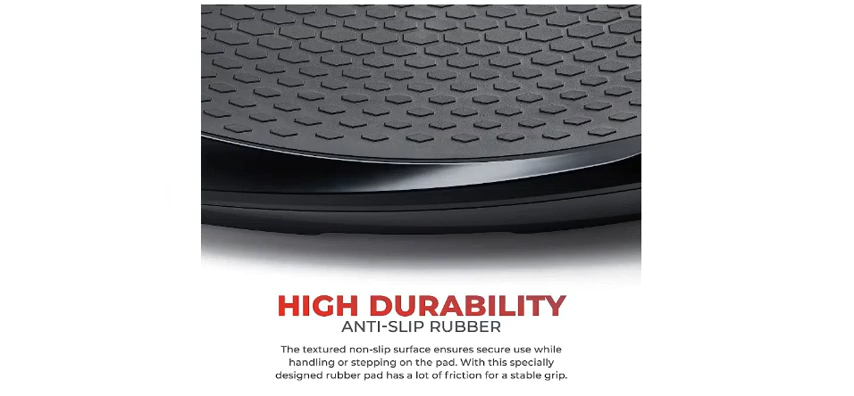 HIGH DURABILITY
ANTI-SLIP RUBBER
The textured non-slip surface ensures secure use while
handling or stepping on the pad. With this specially
designed rubber pad has a lot of friction for a stable grip.